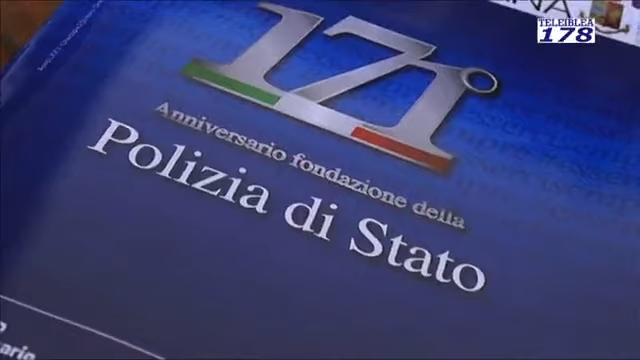 TELEIBLEA
178
171°
Anniversario fondazione della
Polizia di Stato